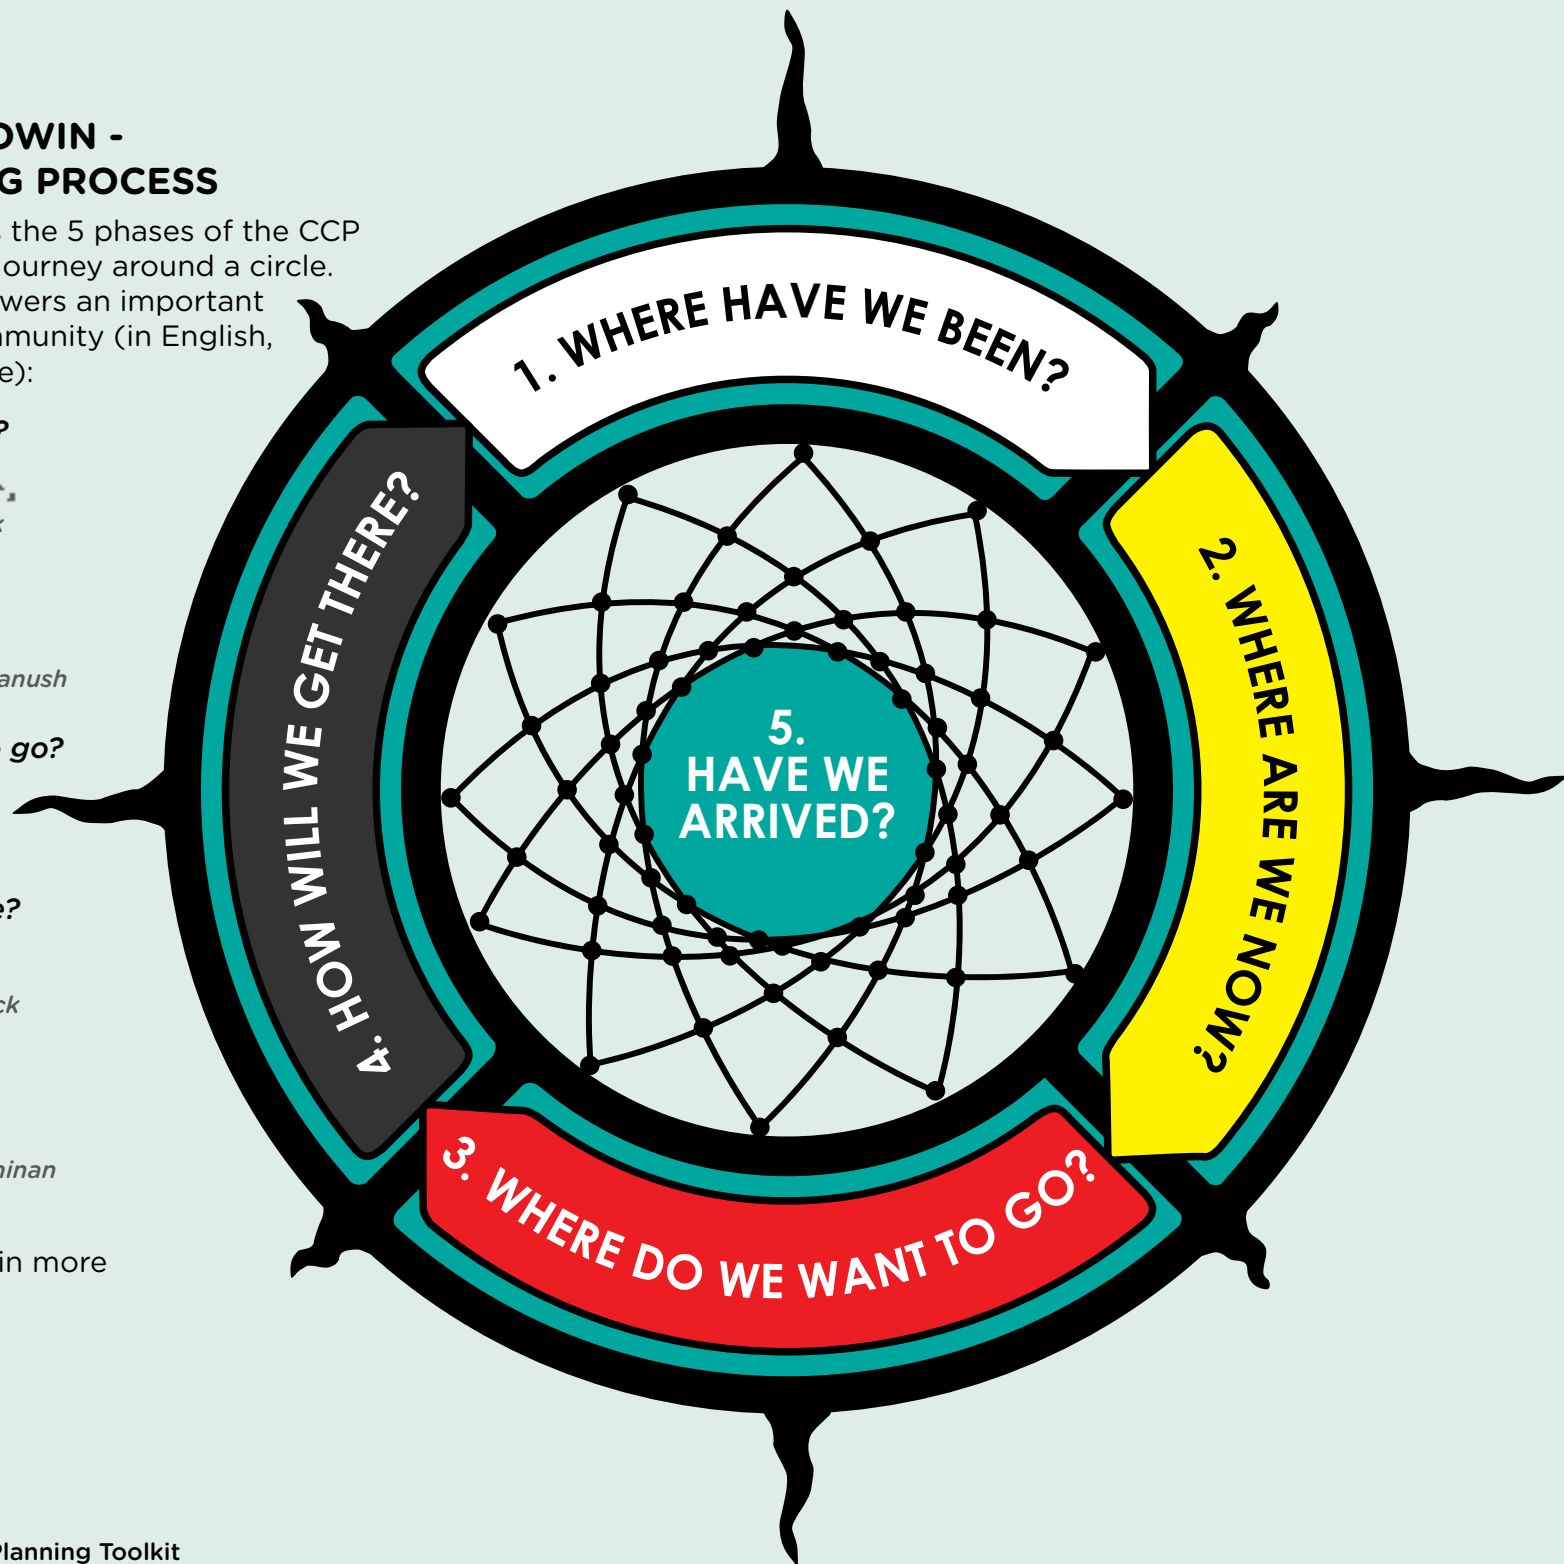 OWIN -
G PROCESS
s the 5 phases of the CCP
ourney around a circle.
wers an important
mmunity (in English,
e):
?
k
anush
go?
e?
ck
ninan
in more
Planning Toolkit
1. WHERE HAVE WE BEEN?
2. WHERE ARE WE NOW?
3. WHERE DO WE WANT TO GO?
4. HOW WILL WE GET THERE?
5.
HAVE WE
ARRIVED?